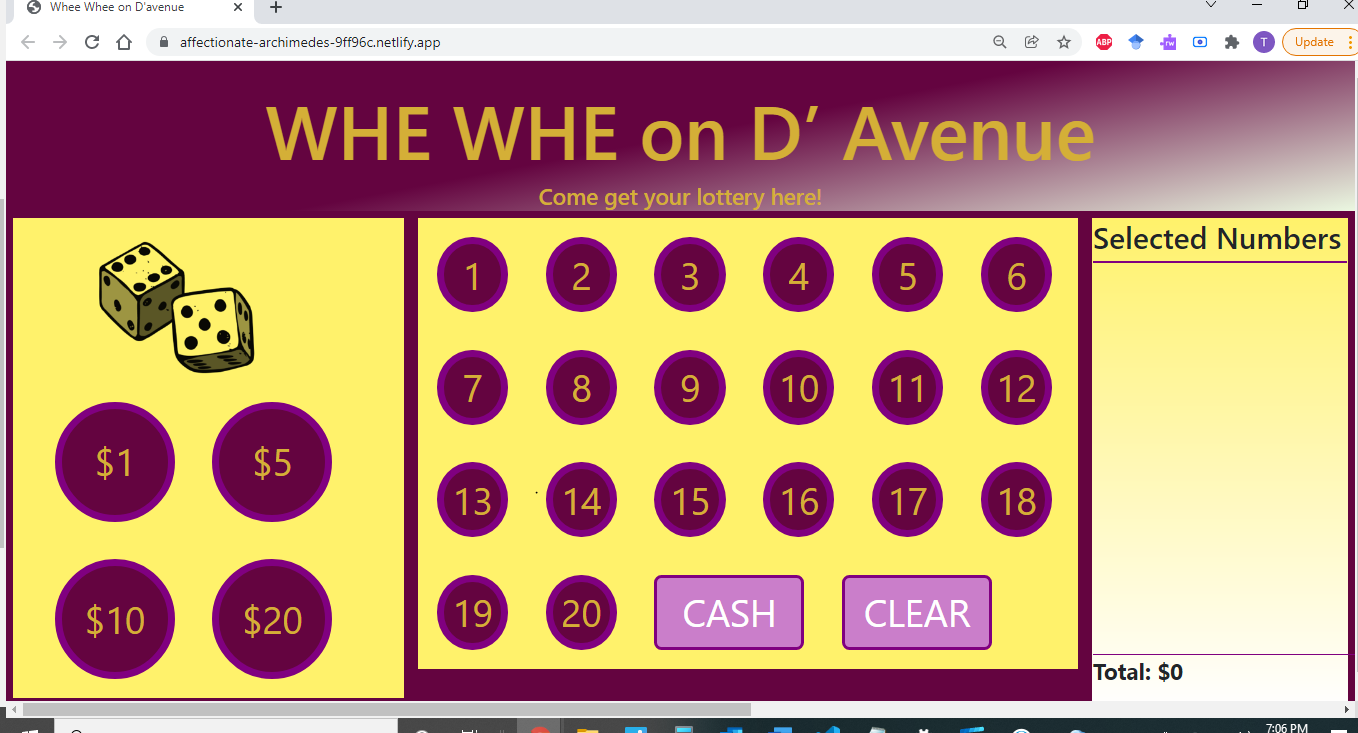 Whee Whee on D'avenue
affectionate-archimedes-9ff96c.netlify.app
ABP
rw
T
Update
WHE WHE on D’ Avenue
Come get your lottery here!
$1 $5
$10 $20
1 2 3 4 5 6
7 8 9 10 11 12
13 14 15 16 17 18
19 20 CASH CLEAR
Selected Numbers
Total: $0
7:06 PM